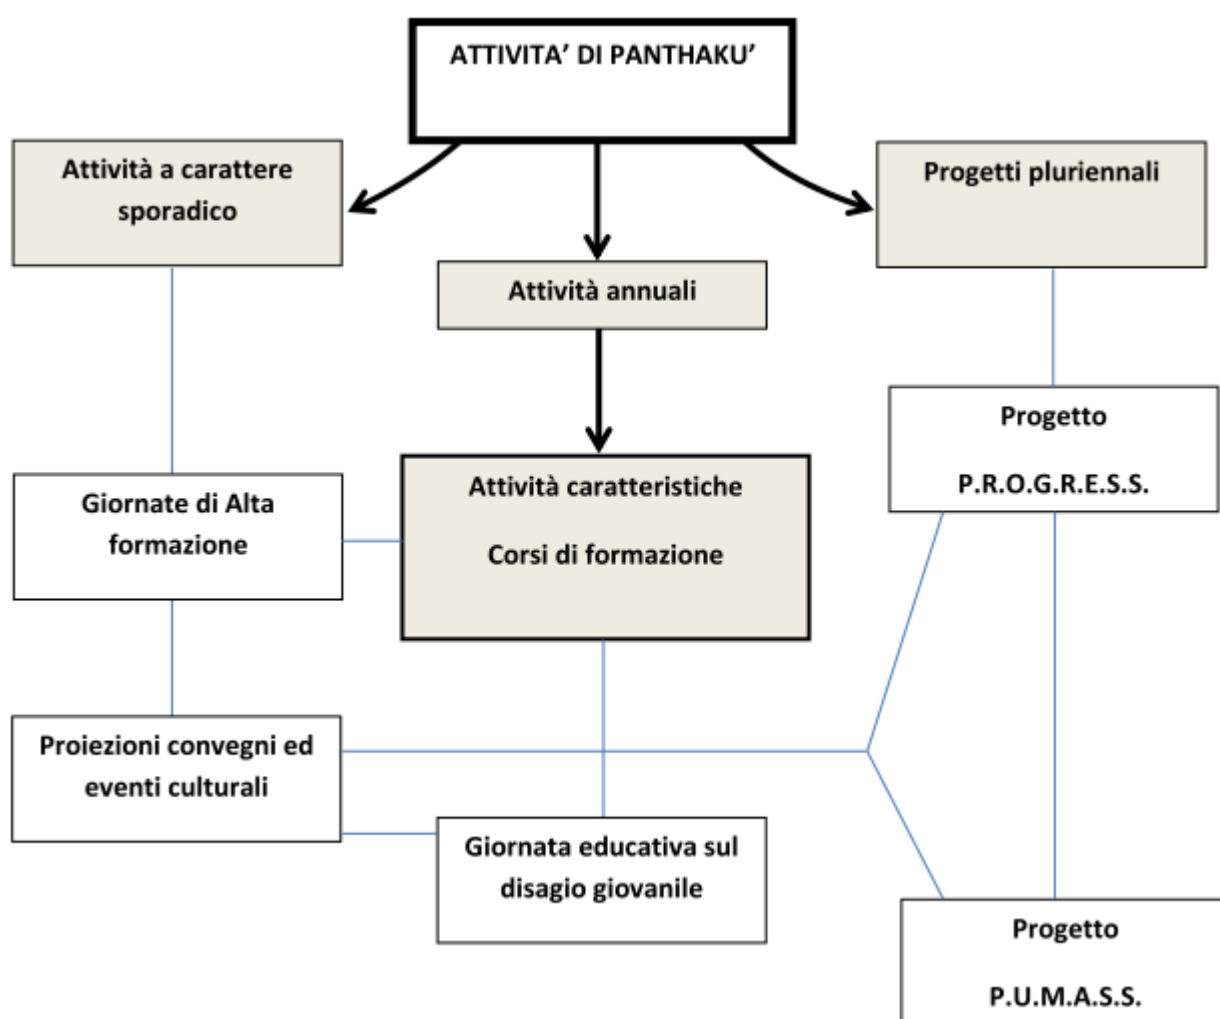 ATTIVITA’ DI PANTHAKU’
Attività a carattere
sporadico
Progetti pluriennali
Attività annuali
Progetto
P.R.O.G.R.E.S.S.
Giornate di Alta
formazione
Attività caratteristiche
Corsi di formazione
Proiezioni convegni ed
eventi culturali
Giornata educativa sul
disagio giovanile
Progetto
P.U.M.A.S.S.